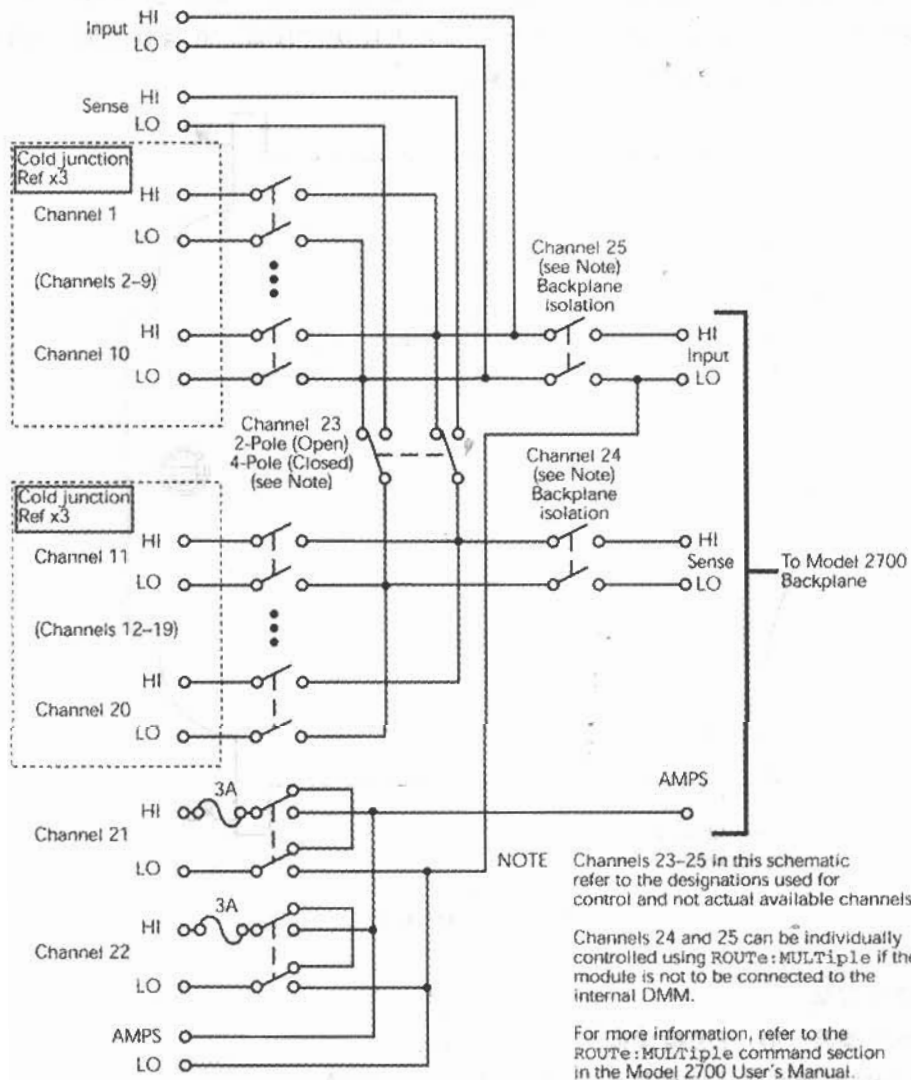 Input HI
LO
Sense HI
LO
Cold junction
Ref x3
HI
Channel 1
LO
(Channels 2–9)
HI
Channel 10
LO
Channel 25
(see Note)
Backplane
isolation
HI
Input
LO
Channel 23
2-Pole (Open)
4-Pole (Closed)
(see Note)
Channel 24
(see Note)
Backplane
isolation
Cold junction
Ref x3
HI
Channel 11
LO
(Channels 12–19)
HI
Channel 20
LO
HI
Sense
LO
To Model 2700
Backplane
AMPS
3A
HI
Channel 21
LO
3A
HI
Channel 22
LO
AMPS
LO
NOTE Channels 23–25 in this schematic
refer to the designations used for
control and not actual available channels
Channels 24 and 25 can be individually
controlled using ROUTe:MULTiple if the
module is not to be connected to the
internal DMM.
For more information, refer to the
ROUTe:MULTiple command section
in the Model 2700 User's Manual.